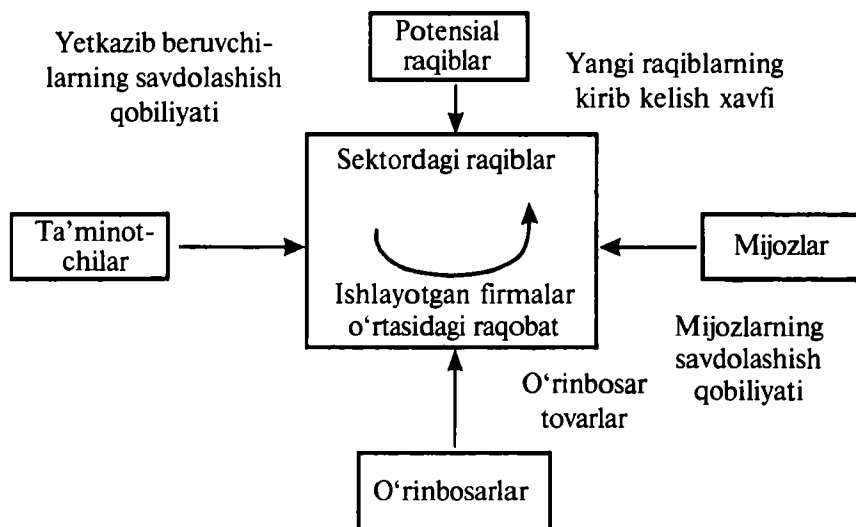 Yetkazib beruvchi-
larning savdolashish
qobiliyati
Potensial
raqiblar
Yangi raqiblarning
kirib kelish xavfi
Sektordagi raqiblar
Ta’minot-
chilar
Mijozlar
Ishlayotgan firmalar
o‘rtasidagi raqobat
Mijozlarning
savdolashish
qobiliyati
O‘rinbosar
tovarlar
O‘rinbosarlar